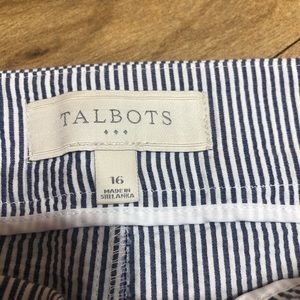 TALBOTS
16
MADE IN
SRI LANKA